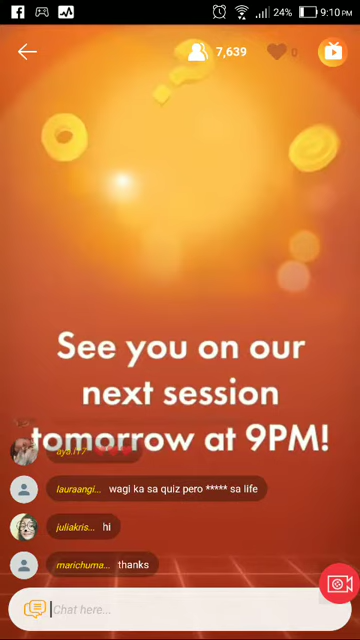 24% 9:10 PM
7,639 0
See you on our
next session
tomorrow at 9PM!
lauraangi... wagi ka sa quiz pero ***** sa life
juliakris... hi
marichuma... thanks
Chat here...